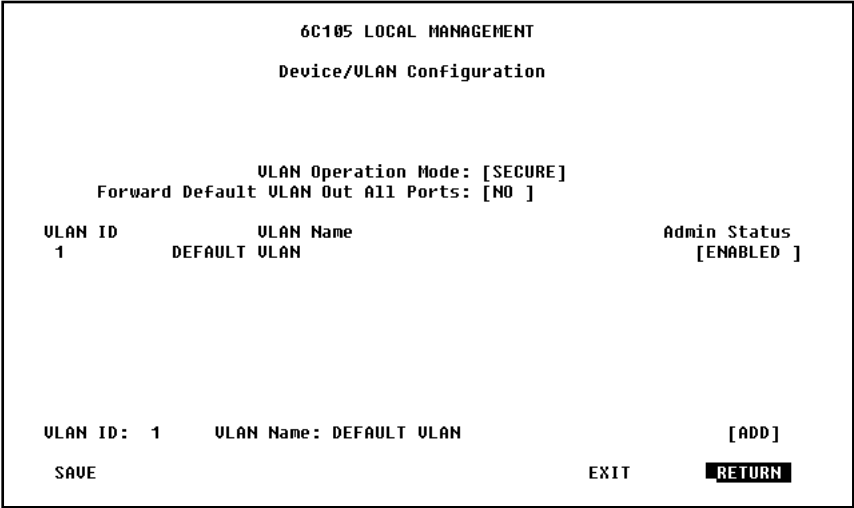 6C105 LOCAL MANAGEMENT
Device/VLAN Configuration
VLAN Operation Mode: [SECURE]
Forward Default VLAN Out All Ports: [NO ]
VLAN ID VLAN Name Admin Status
1 DEFAULT VLAN [ENABLED ]
VLAN ID: 1 VLAN Name: DEFAULT VLAN [ADD]
SAVE EXIT RETURN